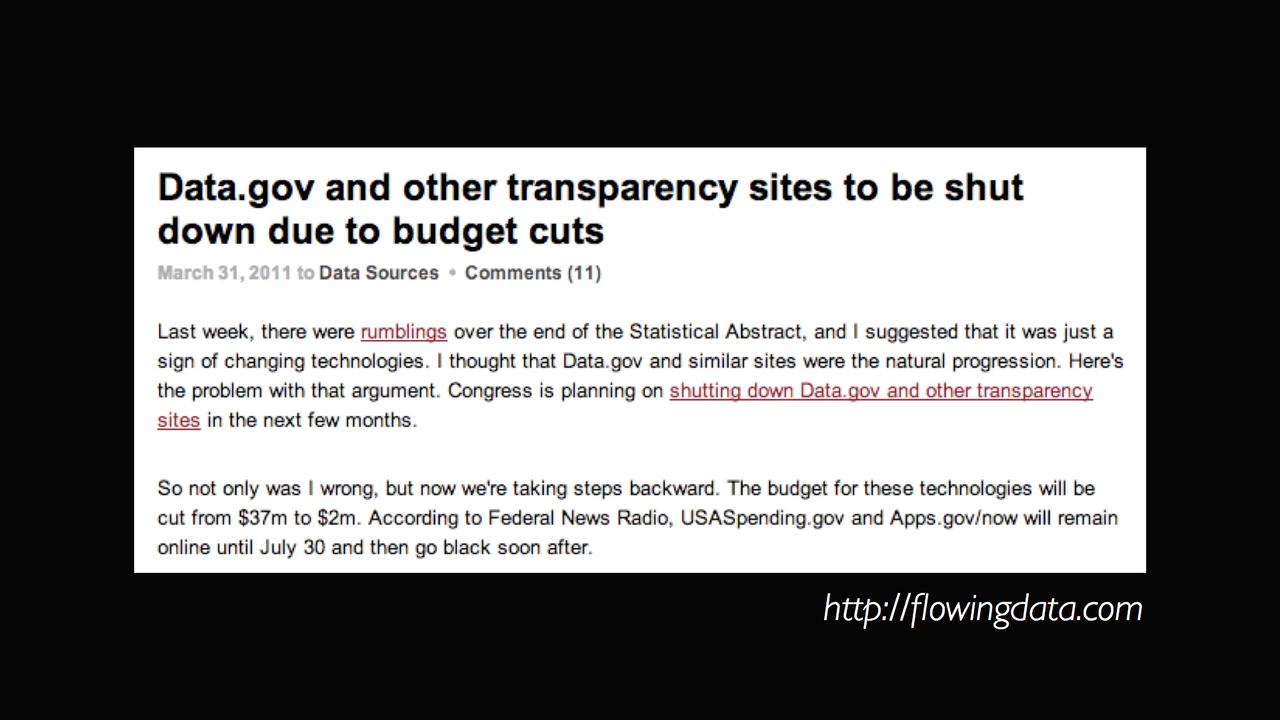 Data.gov and other transparency sites to be shut
down due to budget cuts
March 31, 2011 to Data Sources • Comments (11)
Last week, there were rumblings over the end of the Statistical Abstract, and I suggested that it was just a
sign of changing technologies. I thought that Data.gov and similar sites were the natural progression. Here's
the problem with that argument. Congress is planning on shutting down Data.gov and other transparency
sites in the next few months.
So not only was I wrong, but now we're taking steps backward. The budget for these technologies will be
cut from $37m to $2m. According to Federal News Radio, USASpending.gov and Apps.gov/now will remain
online until July 30 and then go black soon after.
http://flowingdata.com